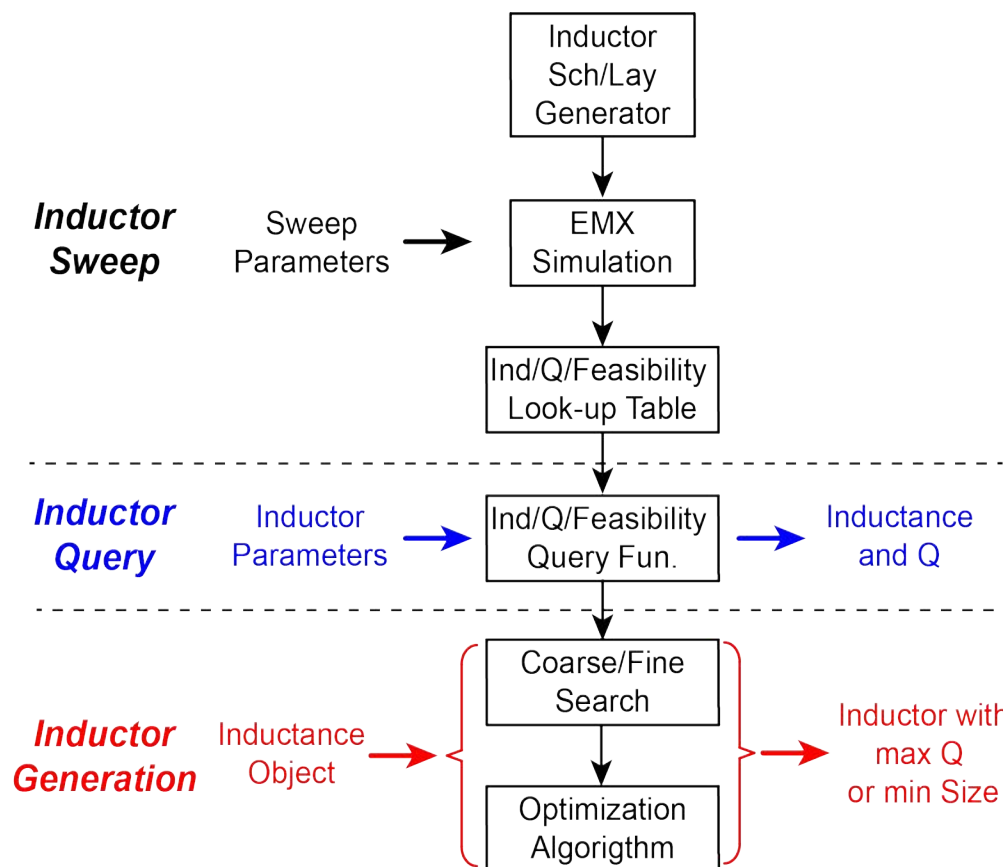 Inductor
Sch/Lay
Generator
Inductor
Sweep
Sweep
Parameters
EMX
Simulation
Ind/Q/Feasibility
Look-up Table
Inductor
Query
Inductor
Parameters
Ind/Q/Feasibility
Query Fun.
Inductance
and Q
Inductor
Generation
Inductance
Object
Coarse/Fine
Search
Optimization
Algorigthm
Inductor with
max Q
or min Size